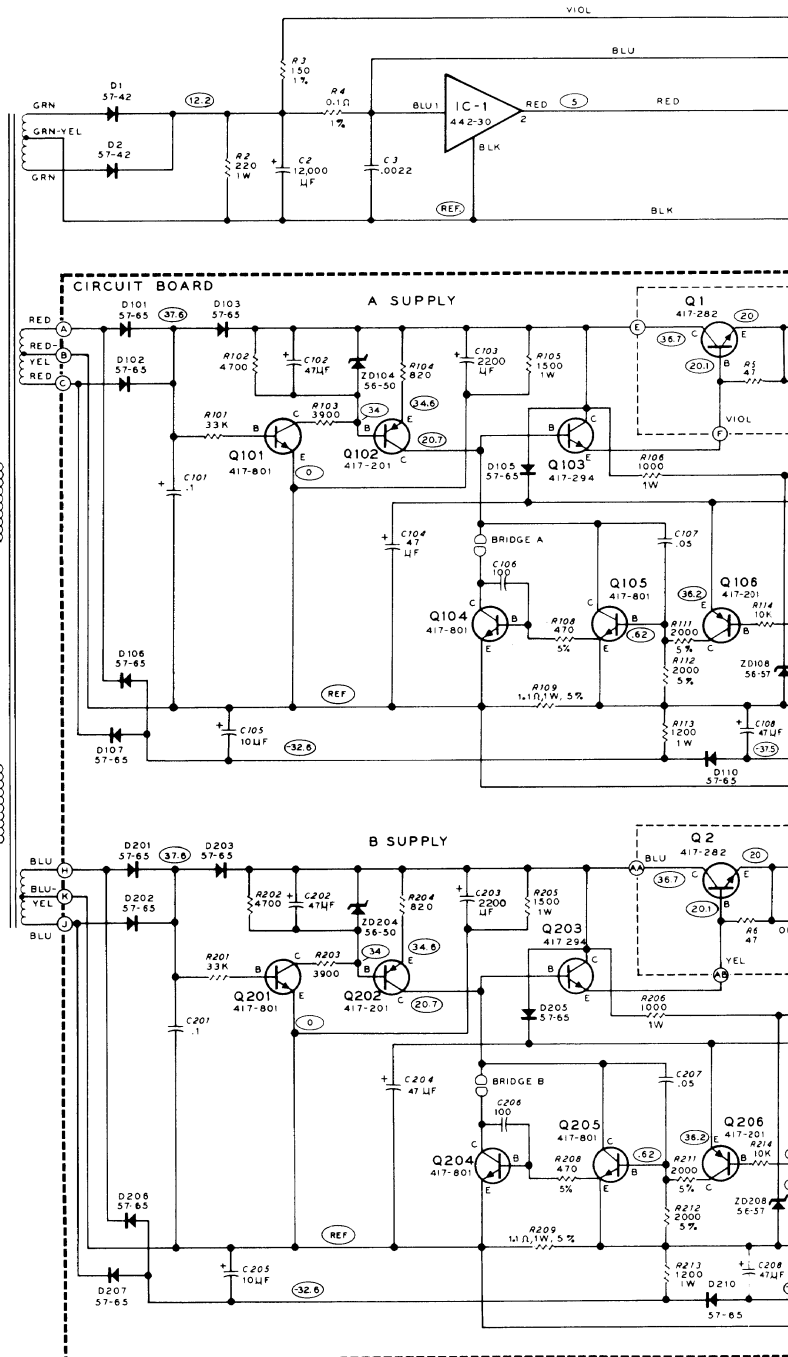 VIOL
BLU
R3
150
1%
R4
0.1Ω
1%
D1
57-42
GRN
12.2
BLU 1
IC-1
442-30
RED
5
RED
2
GRN-YEL
D2
57-42
GRN
R2
220
1W
+
C2
12,000
μF
C3
.0022
BLK
REF.
BLK
CIRCUIT BOARD
A SUPPLY
D101
57-65
37.6
D103
57-65
Q1
417-282
20
RED
A
RED-
B
YEL
RED
C
D102
57-65
R102
4700
+
C102
47μF
ZD104
56-50
R104
820
+
C103
2200
μF
R105
1500
1W
E
36.7
C
E
B
20.1
R5
47
F
VIOL
R101
33K
B
C
E
Q101
417-801
R103
3900
34
34.6
B
E
C
Q102
417-201
20.7
0
B
C
E
Q103
417-294
D105
57-65
R106
1000
1W
+
C101
.1
+
C104
47
μF
BRIDGE A
C106
100
C107
.05
Q104
417-801
C
B
E
R108
470
5%
Q105
417-801
C
B
E
.62
36.2
Q106
417-201
E
B
C
R111
2000
5%
R114
10K
R112
2000
5%
ZD108
56-57
D106
57-65
REF
R109
1.1Ω,1W, 5%
D107
57-65
+
C105
10μF
-32.6
R113
1200
1W
+
C108
47μF
-37.5
D110
57-65
B SUPPLY
D201
57-65
37.6
D203
57-65
Q2
417-282
20
BLU
H
BLU-
K
YEL
J
BLU
D202
57-65
R202
4700
+
C202
47μF
ZD204
56-50
R204
820
+
C203
2200
μF
R205
1500
1W
AA
BLU
36.7
C
E
B
20.1
R6
47
YEL
AB
R201
33K
B
C
E
Q201
417-801
R203
3900
34
34.6
B
E
C
Q202
417-201
20.7
0
Q203
417 294
B
C
E
D205
57-65
R206
1000
1W
C201
.1
+
C204
47 μF
BRIDGE B
C206
100
C207
.05
Q204
417-801
C
B
E
R208
470
5%
Q205
417-801
C
B
E
.62
36.2
Q206
417-201
E
B
C
R211
2000
5%
R214
10K
R212
2000
5%
ZD208
56-57
D206
57-65
REF
R209
1.1Ω,1W, 5%
D207
57-65
+
C205
10μF
-32.6
R213
1200
1W
+
C208
47μF
D210
57-65